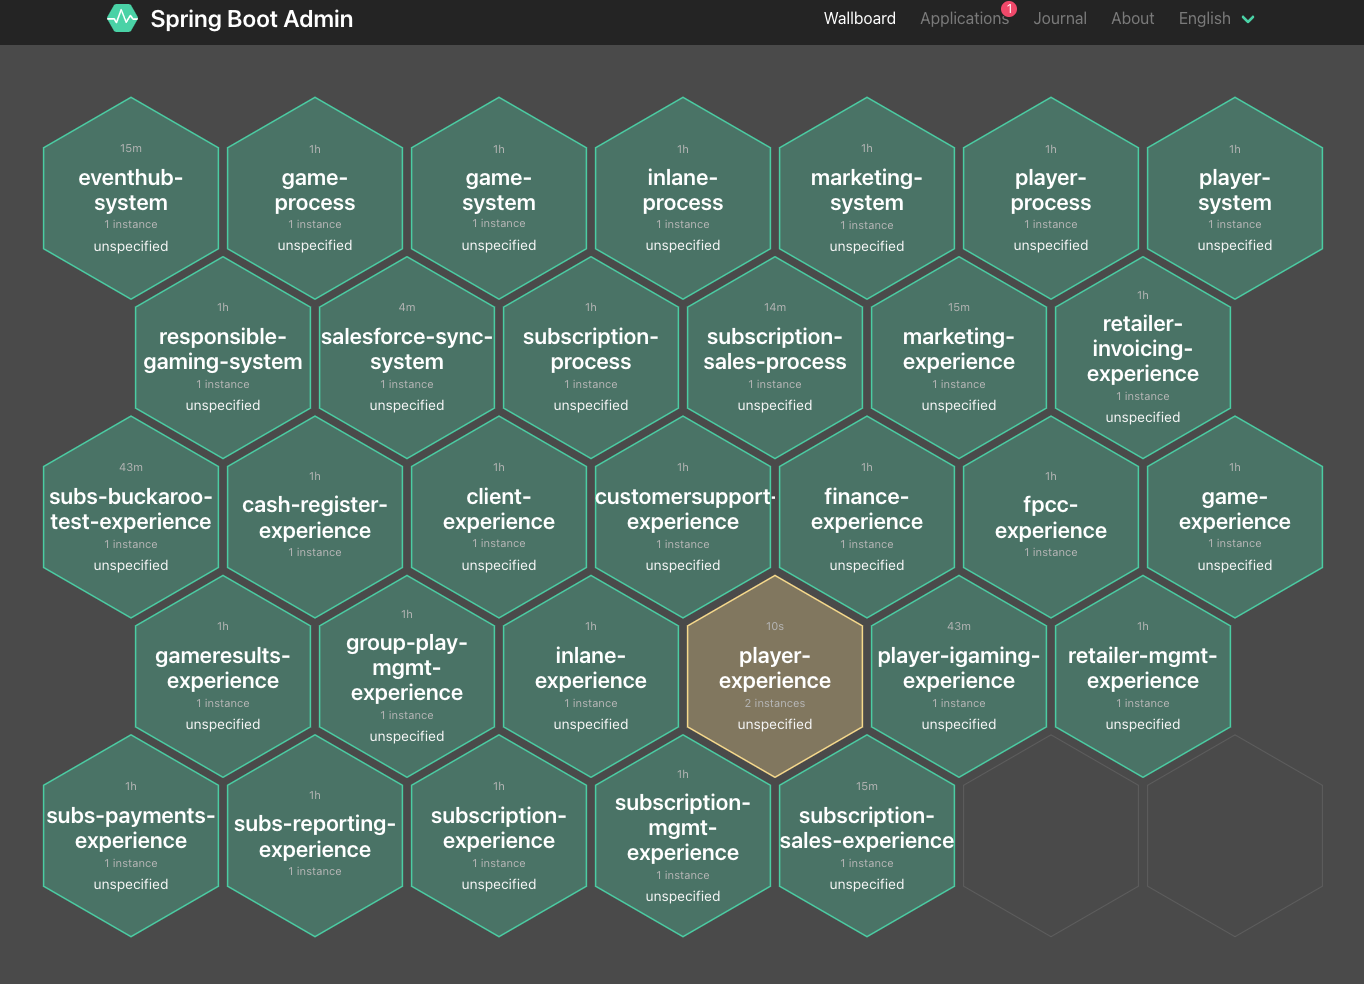 Spring Boot Admin
Wallboard
Applications
1
Journal
About
English
15m
eventhub-
system
1 instance
unspecified
1h
game-
process
1 instance
unspecified
1h
game-
system
1 instance
unspecified
1h
inlane-
process
1 instance
unspecified
1h
marketing-
system
1 instance
unspecified
1h
player-
process
1 instance
unspecified
1h
player-
system
1 instance
unspecified
1h
responsible-
gaming-system
1 instance
unspecified
4m
salesforce-sync-
system
1 instance
unspecified
1h
subscription-
process
1 instance
unspecified
14m
subscription-
sales-process
1 instance
unspecified
15m
marketing-
experience
1 instance
unspecified
1h
retailer-
invoicing-
experience
1 instance
unspecified
43m
subs-buckaroo-
test-experience
1 instance
unspecified
1h
cash-register-
experience
1 instance
1h
client-
experience
1 instance
unspecified
1h
customersupport-
experience
1 instance
unspecified
1h
finance-
experience
1 instance
unspecified
1h
fpcc-
experience
1 instance
1h
game-
experience
1 instance
unspecified
1h
gameresults-
experience
1 instance
unspecified
1h
group-play-
mgmt-
experience
1 instance
unspecified
1h
inlane-
experience
1 instance
unspecified
10s
player-
experience
2 instances
unspecified
43m
player-igaming-
experience
1 instance
unspecified
1h
retailer-mgmt-
experience
1 instance
unspecified
1h
subs-payments-
experience
1 instance
unspecified
1h
subs-reporting-
experience
1 instance
1h
subscription-
experience
1 instance
unspecified
1h
subscription-
mgmt-
experience
1 instance
unspecified
15m
subscription-
sales-experience
1 instance
unspecified